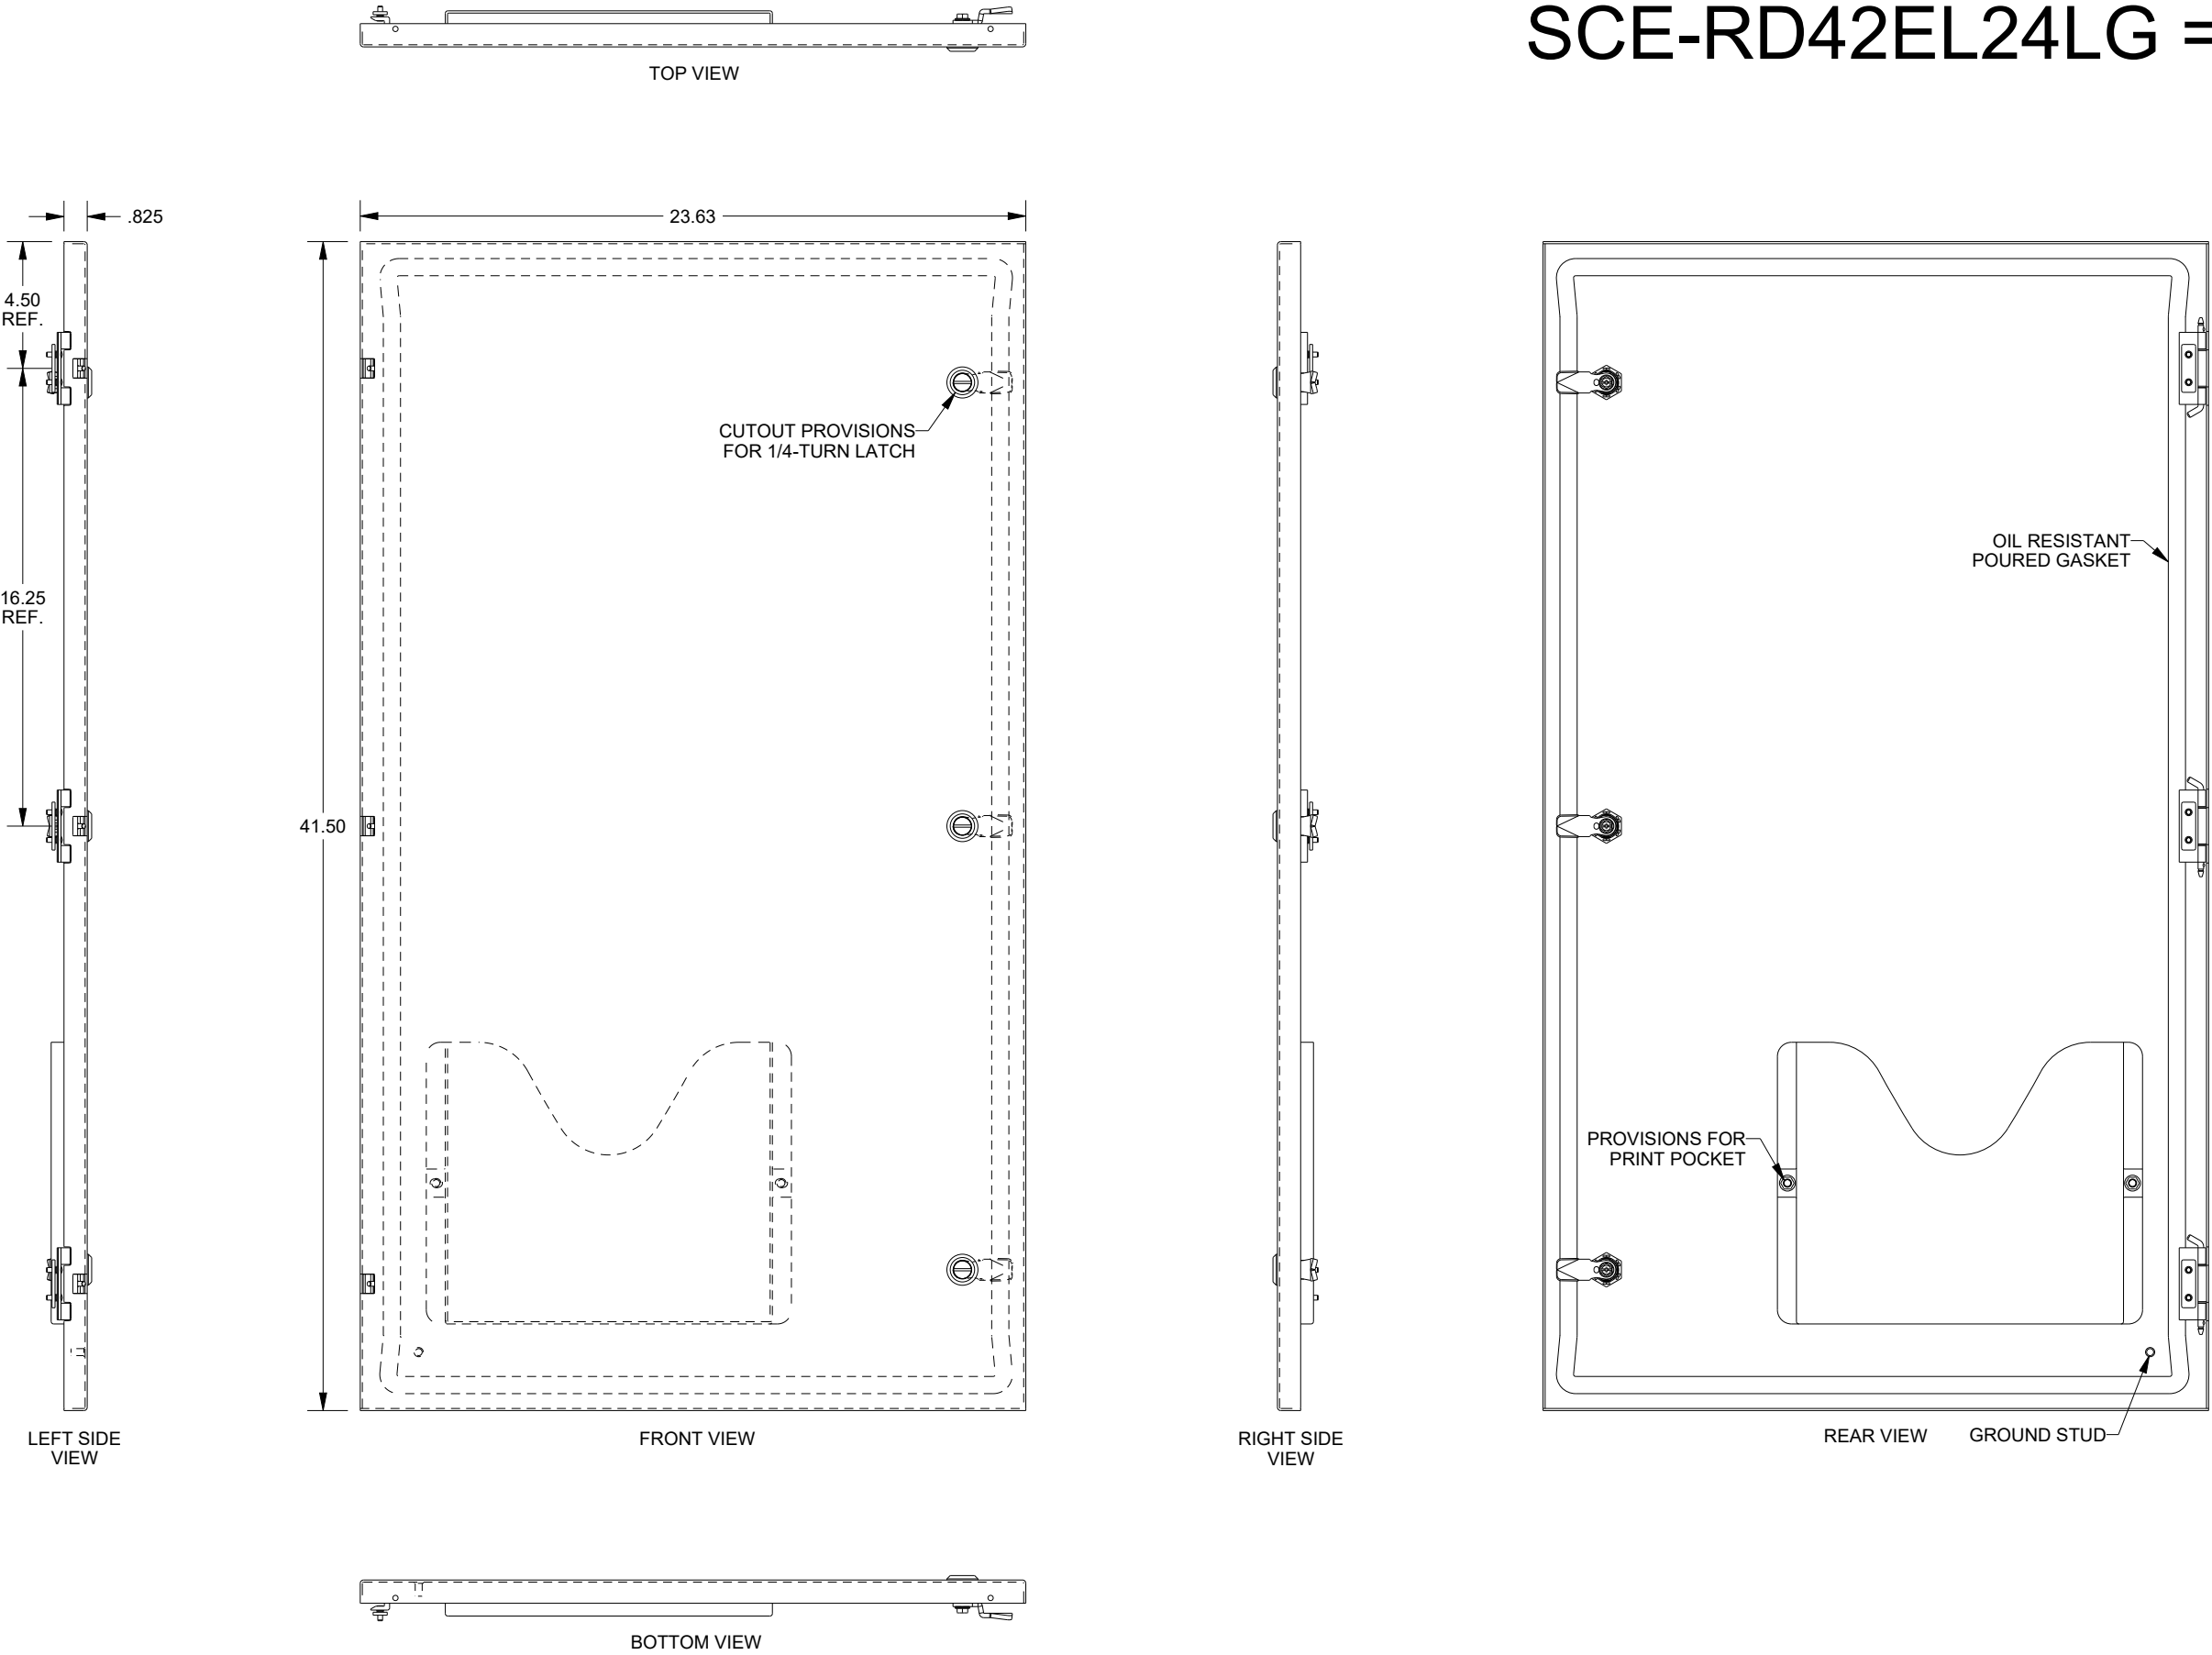 SCE-RD42EL24LG =
TOP VIEW
.825
23.63
4.50
REF.
CUTOUT PROVISIONS
FOR 1/4-TURN LATCH
OIL RESISTANT
POURED GASKET
16.25
REF.
41.50
PROVISIONS FOR
PRINT POCKET
LEFT SIDE
VIEW
FRONT VIEW
RIGHT SIDE
VIEW
REAR VIEW
GROUND STUD
BOTTOM VIEW